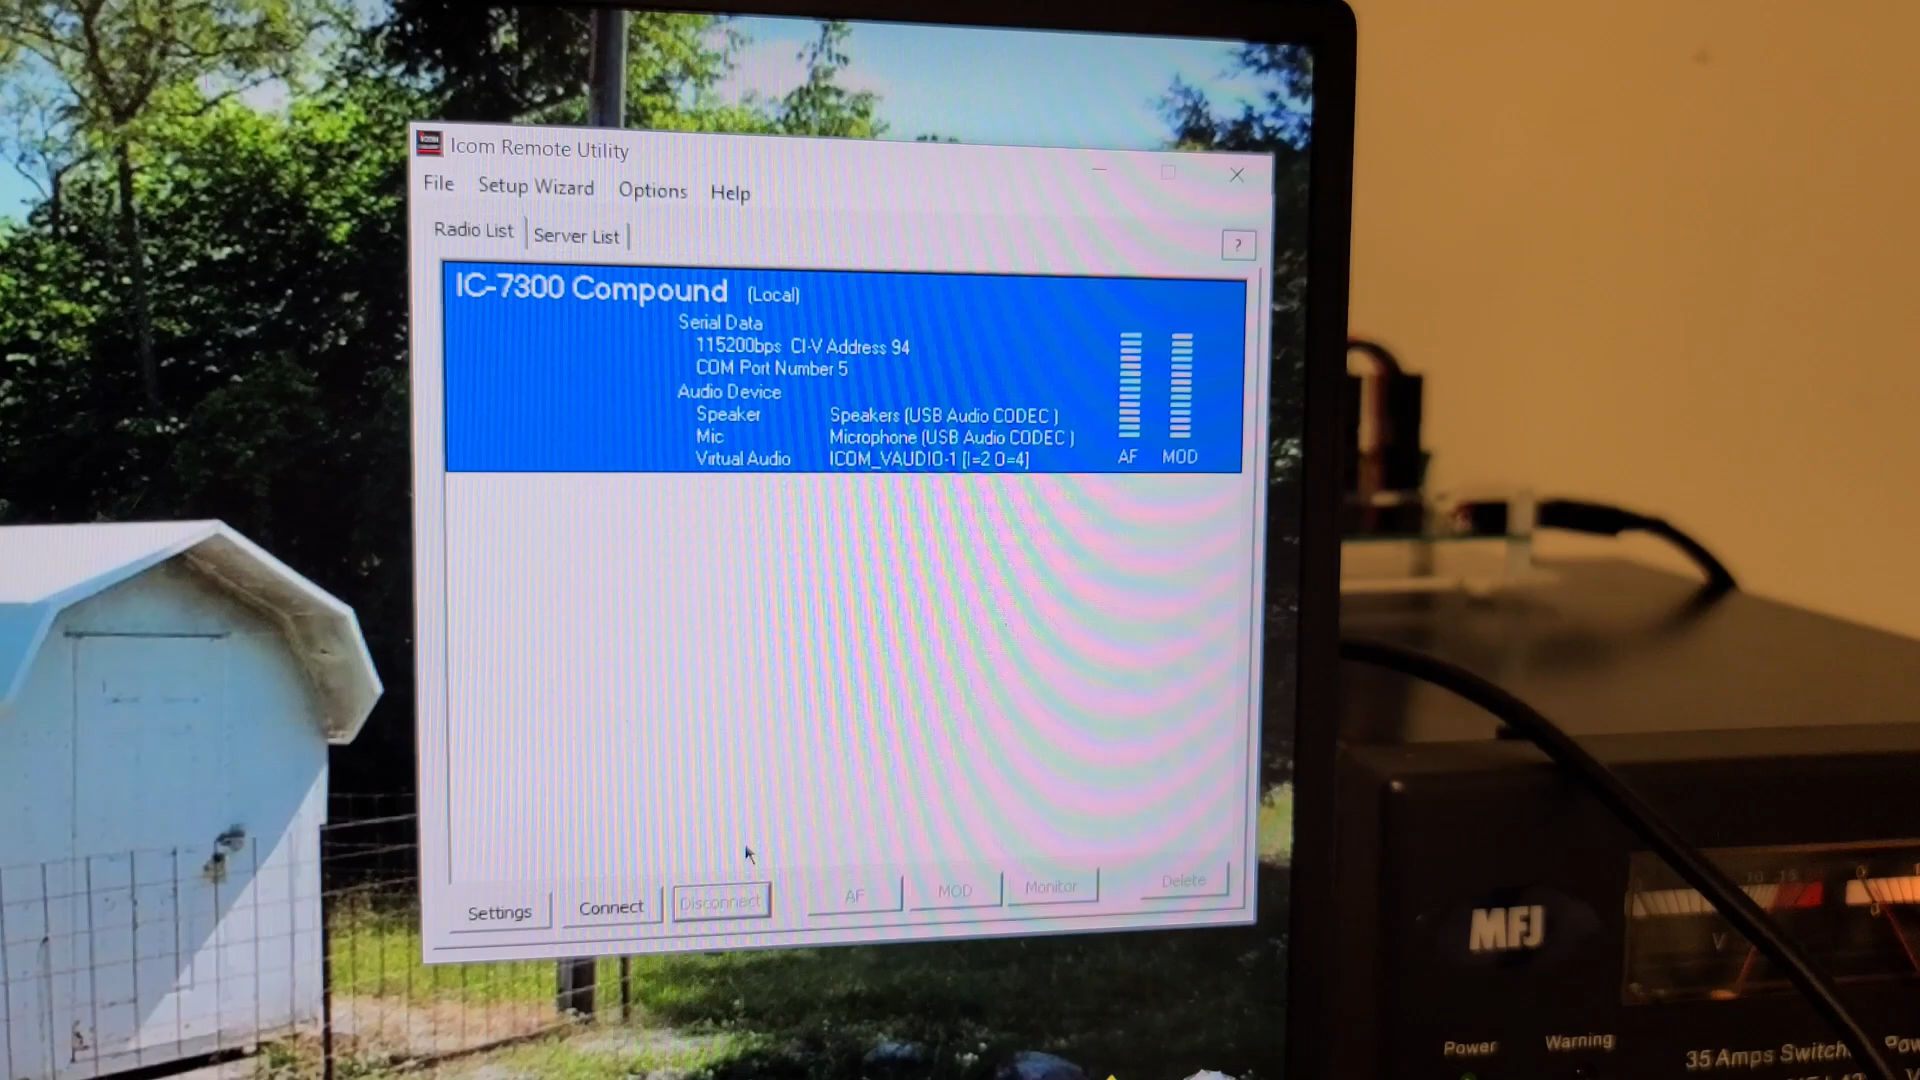 Icom Remote Utility
File Setup Wizard Options Help
Radio List Server List
?
IC-7300 Compound (Local)
Serial Data
115200bps CI-V Address 94
COM Port Number 5
Audio Device
Speaker Speakers (USB Audio CODEC )
Mic Microphone (USB Audio CODEC )
Virtual Audio ICOM_VAUDIO-1 [I=2 O=4]
AF MOD
Settings Connect Disconnect AF MOD Monitor Delete
MFJ
V
Power Warning
35 Amps Switch